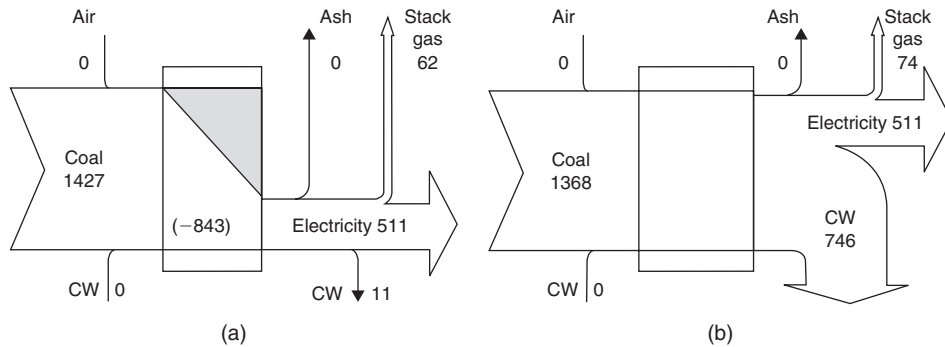 Air
0
Ash
0
Stack
gas
62
Coal
1427
(−843)
Electricity 511
CW 0
CW 11
(a)
Air
0
Ash
0
Stack
gas
74
Electricity 511
Coal
1368
CW
746
CW 0
(b)